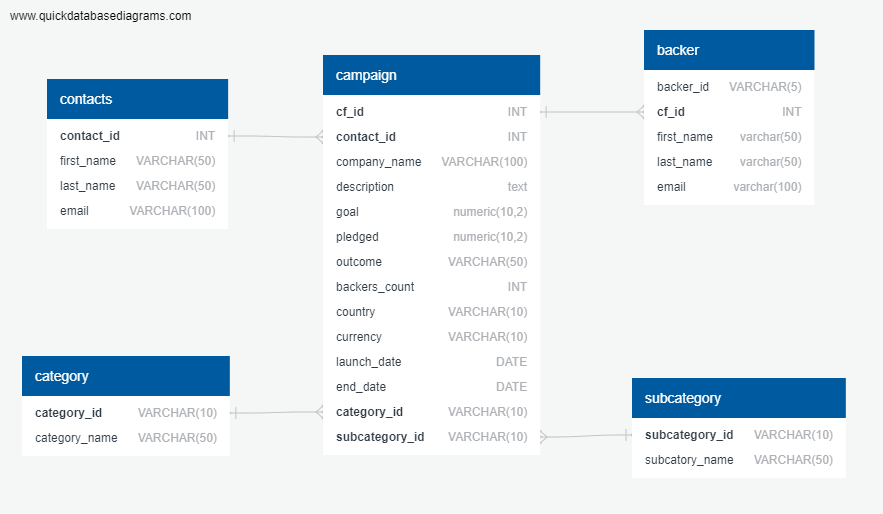 www.quickdatabasediagrams.com
contacts
contact_id INT
first_name VARCHAR(50)
last_name VARCHAR(50)
email VARCHAR(100)
campaign
cf_id INT
contact_id INT
company_name VARCHAR(100)
description text
goal numeric(10,2)
pledged numeric(10,2)
outcome VARCHAR(50)
backers_count INT
country VARCHAR(10)
currency VARCHAR(10)
launch_date DATE
end_date DATE
category_id VARCHAR(10)
subcategory_id VARCHAR(10)
backer
backer_id VARCHAR(5)
cf_id INT
first_name varchar(50)
last_name varchar(50)
email varchar(100)
category
category_id VARCHAR(10)
category_name VARCHAR(50)
subcategory
subcategory_id VARCHAR(10)
subcatory_name VARCHAR(50)